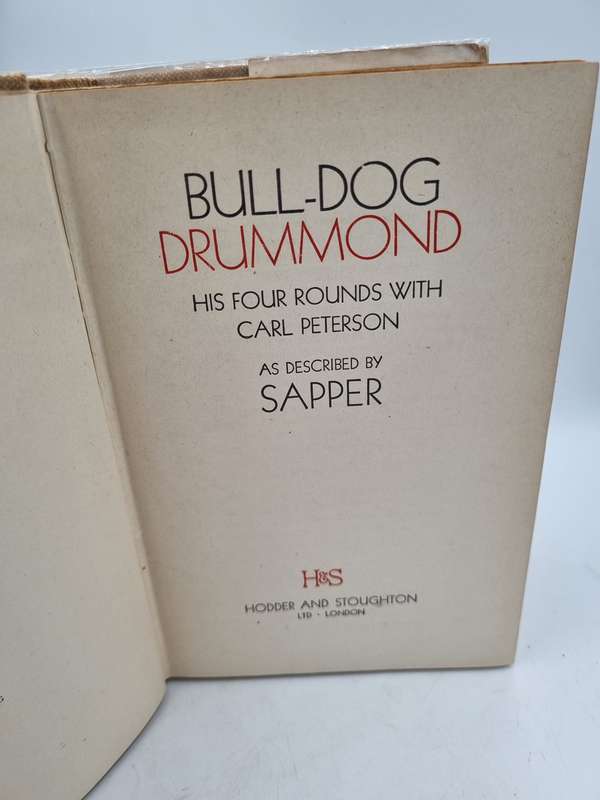 BULL-DOG
DRUMMOND
HIS FOUR ROUNDS WITH
CARL PETERSON
AS DESCRIBED BY
SAPPER
H&S
HODDER AND STOUGHTON
LTD · LONDON